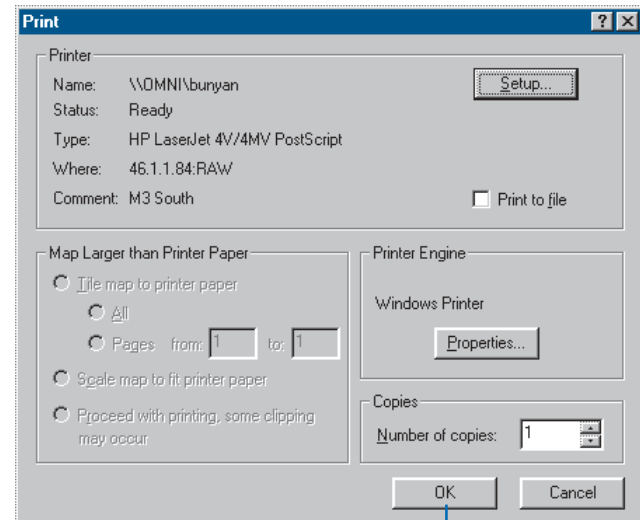 Print
Printer
Name: \\OMNI\bunyan
Setup...
Status: Ready
Type: HP LaserJet 4V/4MV PostScript
Where: 46.1.1.84:RAW
Comment: M3 South
Print to file
Map Larger than Printer Paper
Tile map to printer paper
All
Pages from: 1 to: 1
Scale map to fit printer paper
Proceed with printing, some clipping
may occur
Printer Engine
Windows Printer
Properties...
Copies
Number of copies: 1
OK Cancel